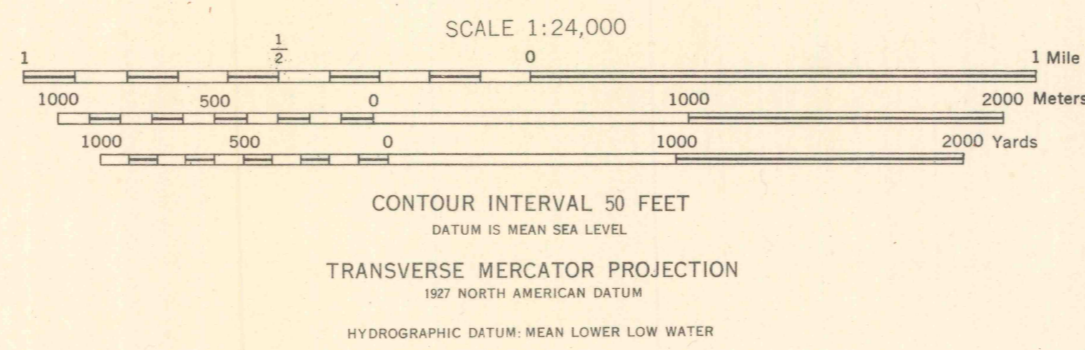 SCALE 1:24,000
1 1/2 0 1 Mile
1000 500 0 1000 2000 Meters
1000 500 0 1000 2000 Yards
CONTOUR INTERVAL 50 FEET
DATUM IS MEAN SEA LEVEL
TRANSVERSE MERCATOR PROJECTION
1927 NORTH AMERICAN DATUM
HYDROGRAPHIC DATUM: MEAN LOWER LOW WATER